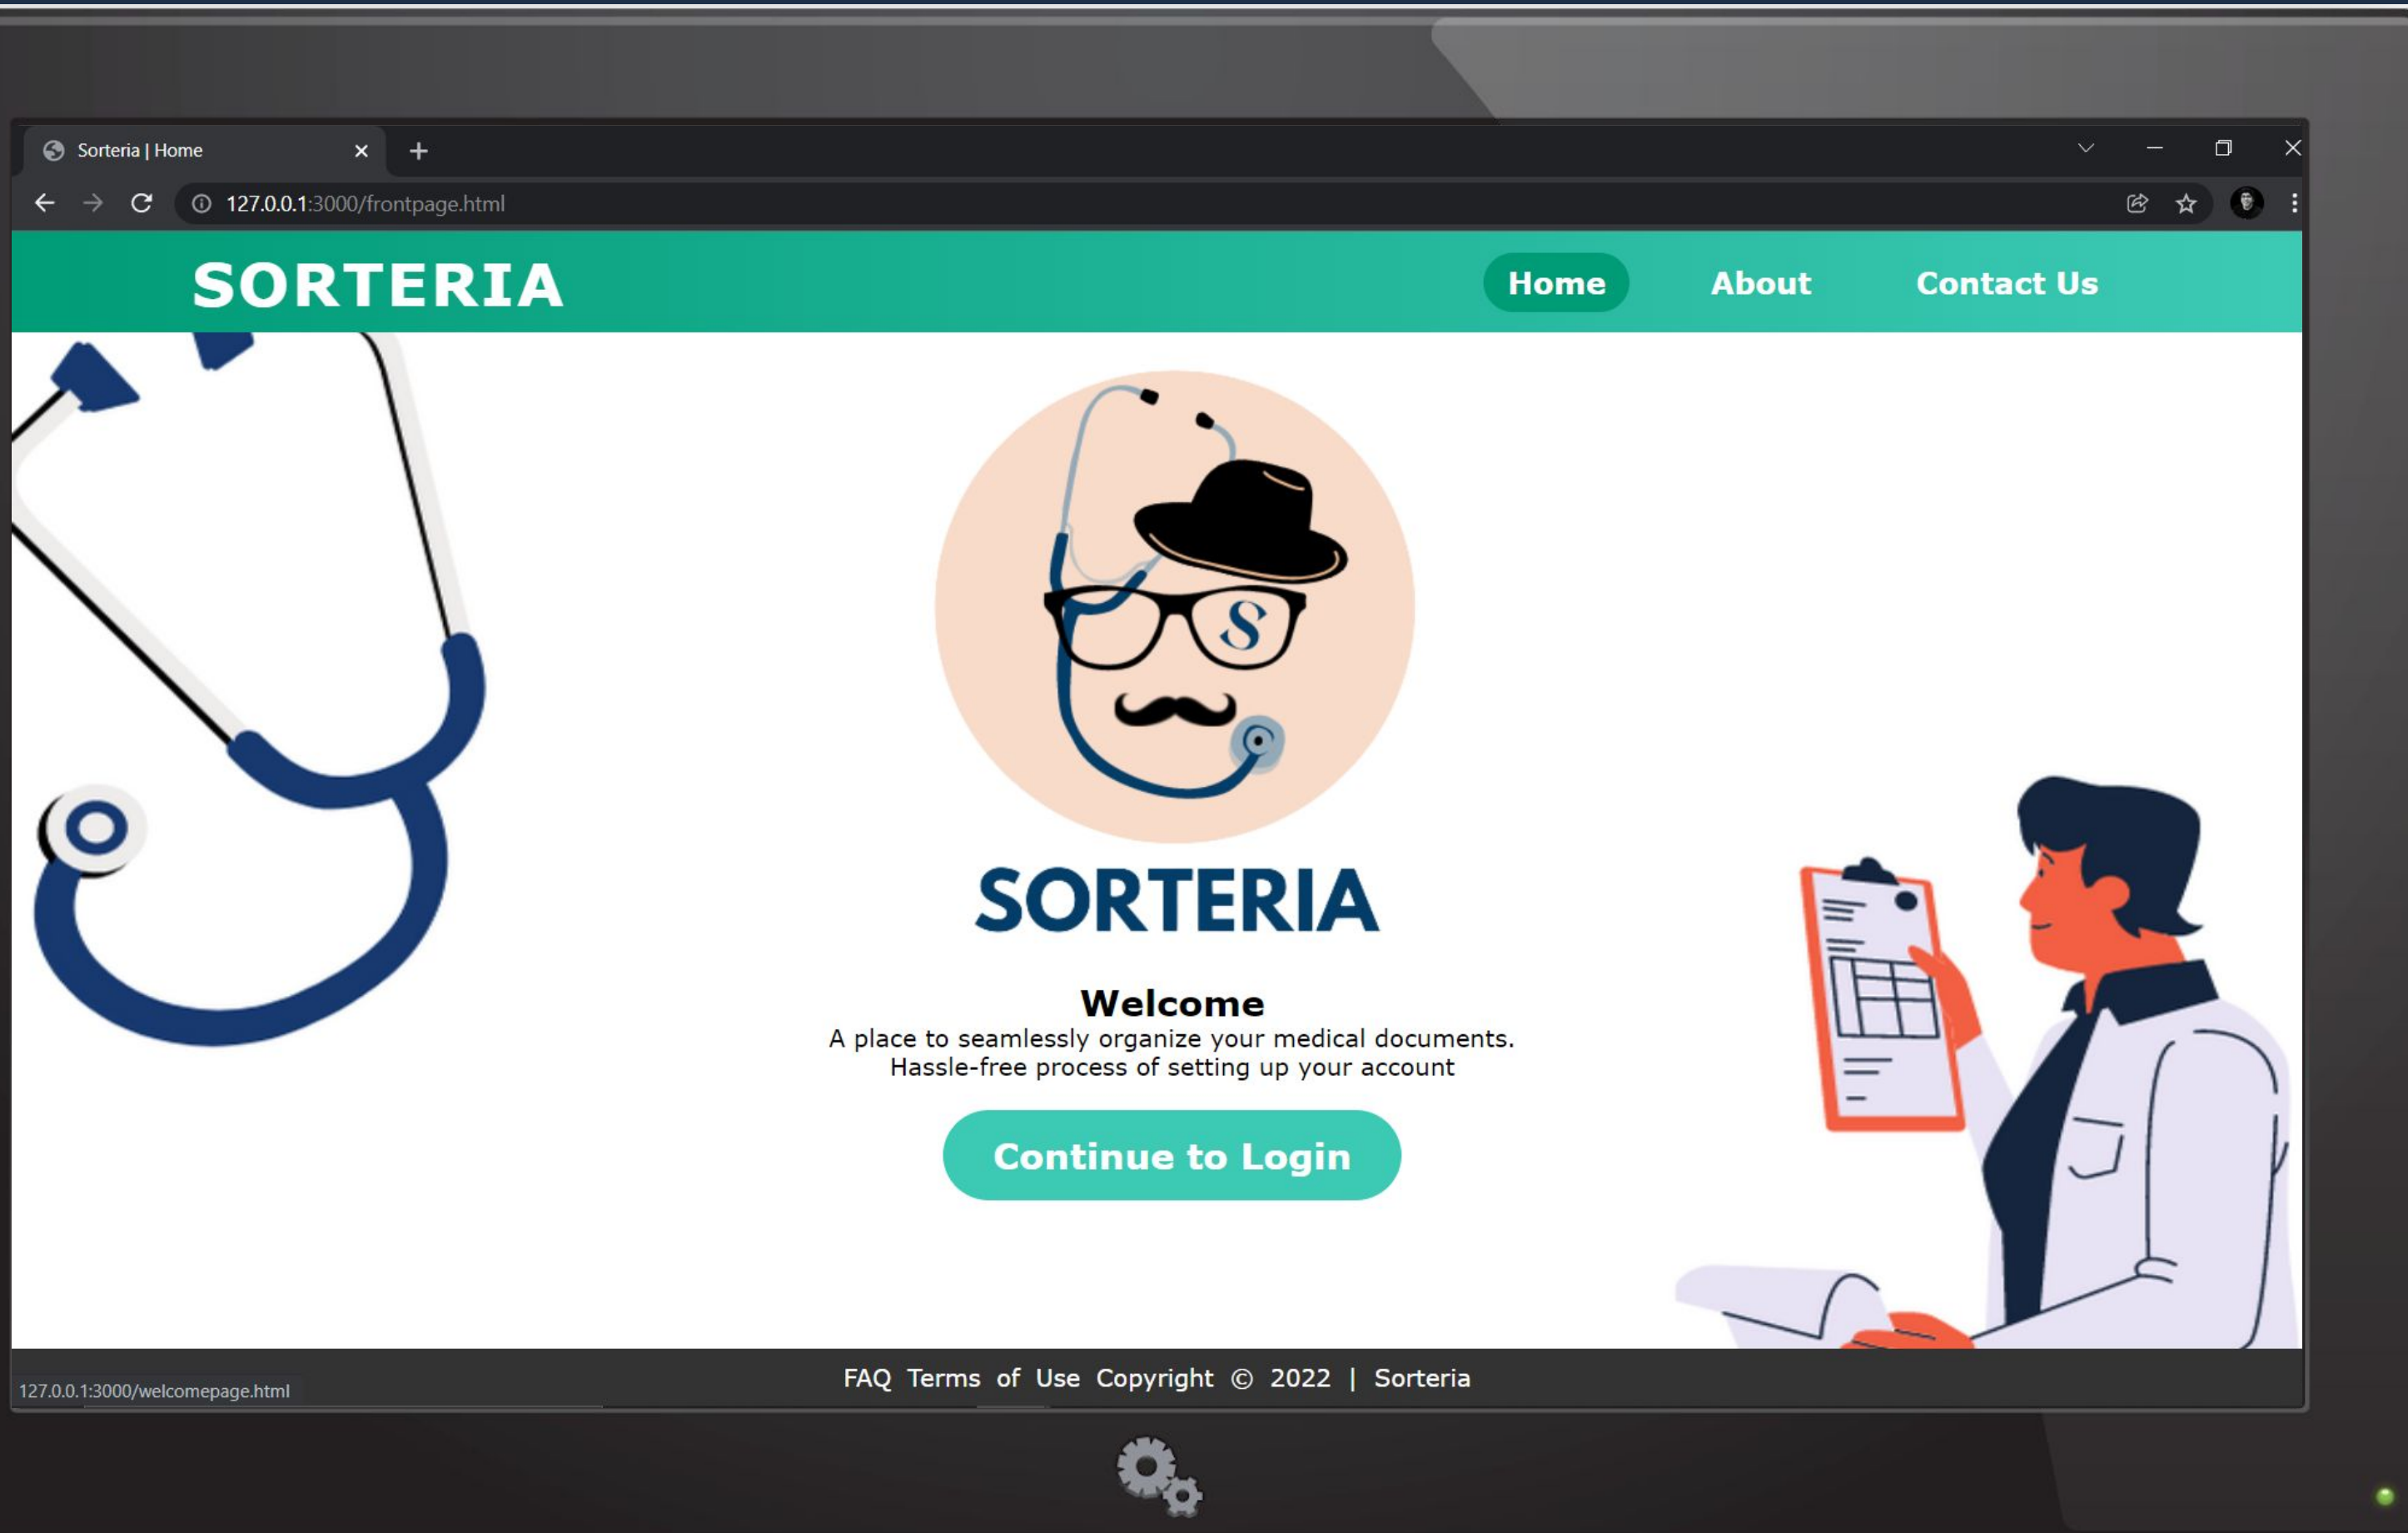 Sorteria | Home
127.0.0.1:3000/frontpage.html
SORTERIA
Home About Contact Us
S
SORTERIA
Welcome
A place to seamlessly organize your medical documents.
Hassle-free process of setting up your account
Continue to Login
FAQ Terms of Use Copyright © 2022 | Sorteria
127.0.0.1:3000/welcomepage.html